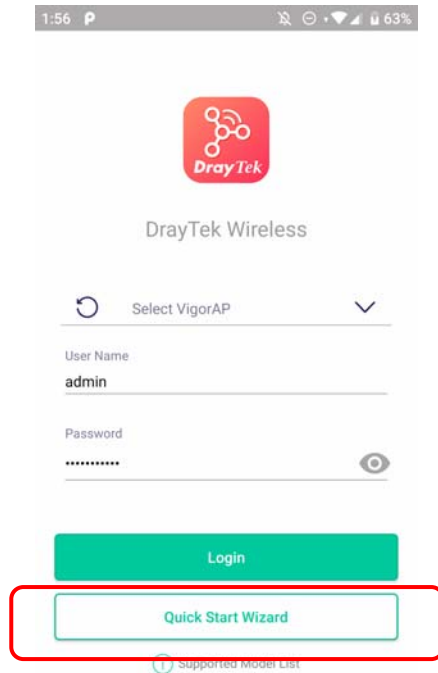 1:56 63%
DrayTek
DrayTek Wireless
Select VigorAP
User Name
admin
Password
•••••••••••
Login
Quick Start Wizard
Supported Model List